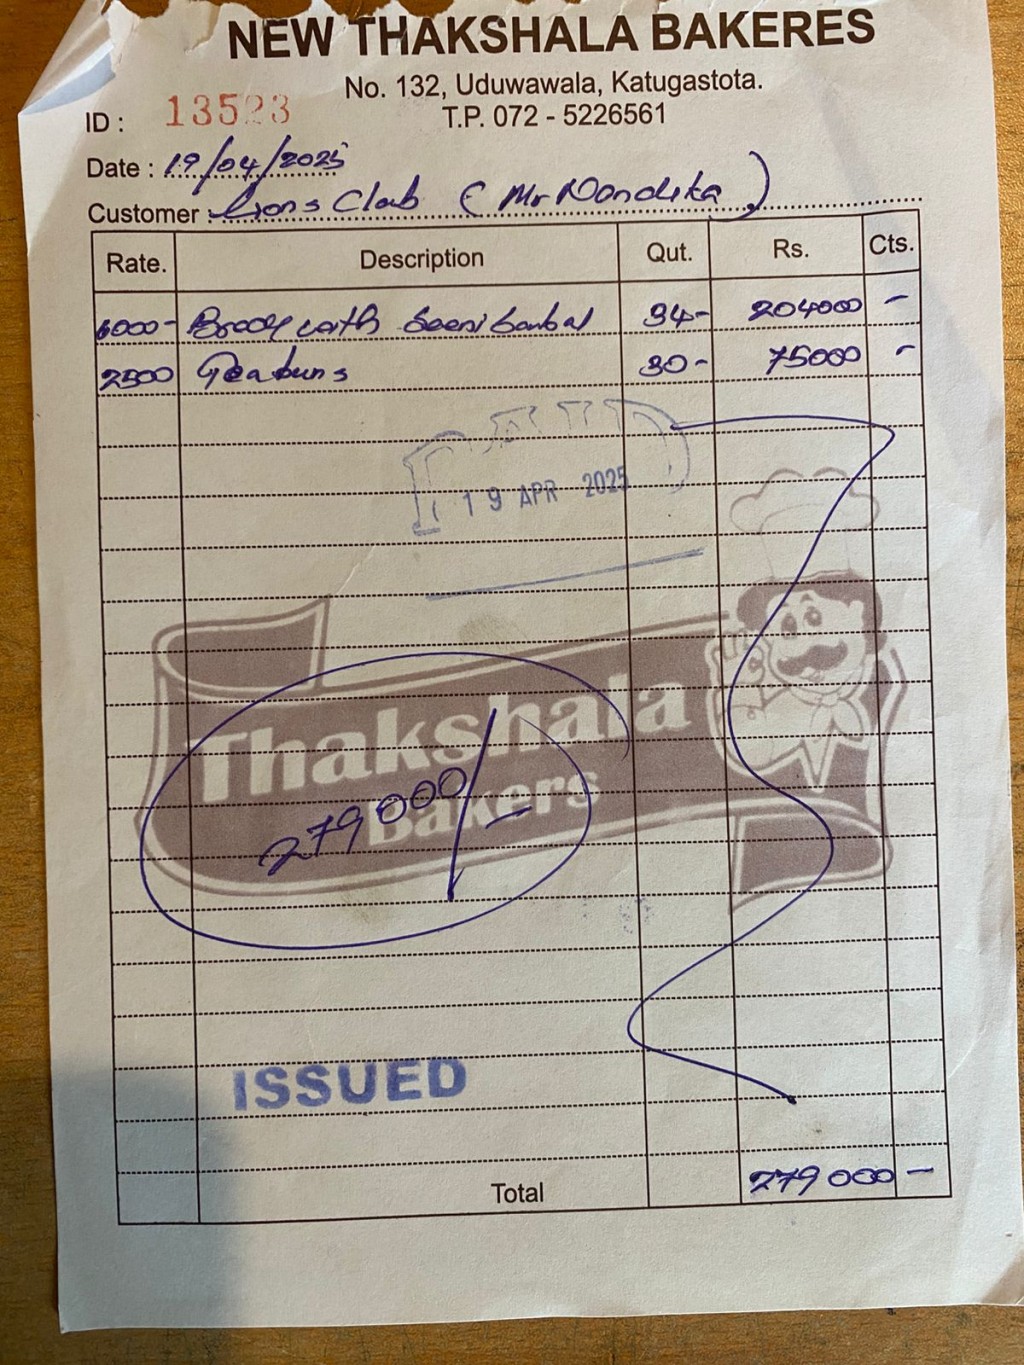 NEW THAKSHALA BAKERES
No. 132, Uduwawala, Katugastota.
T.P. 072 - 5226561
ID : 13523
Date : 19/04/2025
Customer : Lions Club ( Mr Nandika )
Rate. Description Qut. Rs. Cts.
6000- with Seeni Sambal 34- 204000 -
2500 Teabuns 30- 75000 -
19 APR 2025
Thakshala
Bakers
279000/-
ISSUED
Total 279000 -